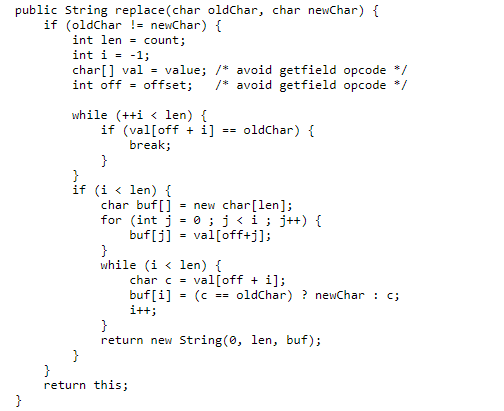 public String replace(char oldChar, char newChar) {
    if (oldChar != newChar) {
        int len = count;
        int i = -1;
        char[] val = value; /* avoid getfield opcode */
        int off = offset;   /* avoid getfield opcode */

        while (++i < len) {
            if (val[off + i] == oldChar) {
                break;
            }
        }
        if (i < len) {
            char buf[] = new char[len];
            for (int j = 0 ; j < i ; j++) {
                buf[j] = val[off+j];
            }
            while (i < len) {
                char c = val[off + i];
                buf[i] = (c == oldChar) ? newChar : c;
                i++;
            }
            return new String(0, len, buf);
        }
    }
    return this;
}